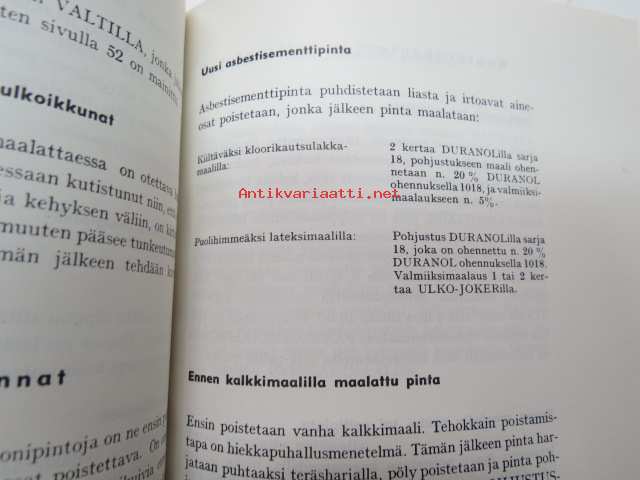 VALTILLA, jonka
ten sivulla 52 on
ulkoikkunat
maalattaessa on otettava
essaan kutistunut niin,
ja kehyksen väliin, on
muuten pääsee
män jälkeen tehdään
nnat
onipintoja on ne ensin
at poistettava. On
Uusi asbestisementtipinta
Asbestisementtipinta puhdistetaan liasta ja irtoavat aine-
osat poistetaan, jonka jälkeen pinta maalataan:
Kiiltäväksi kloorikautsulakka-
maalilla:
2 kertaa DURANOLilla sarja
18, pohjustukseen maali ohen-
netaan n. 20 % DURANOL
ohennuksella 1018, ja valmiiksi-
maalaukseen n. 5%.
Antikvariaatti.net
Puolihimmeäksi lateksimaalilla:
Pohjustus DURANOLilla sarja
18, joka on ohennettu n. 20 %
DURANOL ohennuksella 1018.
Valmiiksimaalaus 1 tai 2 ker-
taa ULKO-JOKERilla.
Ennen kalkkimaalilla maalattu pinta
Ensin poistetaan vanha kalkkimaali. Tehokkain poistamis-
tapa on hiekkapuhallusmenetelmä. Tämän jälkeen pinta har-
jataan puhtaaksi teräsharjalla, pöly poistetaan ja pinta poh-